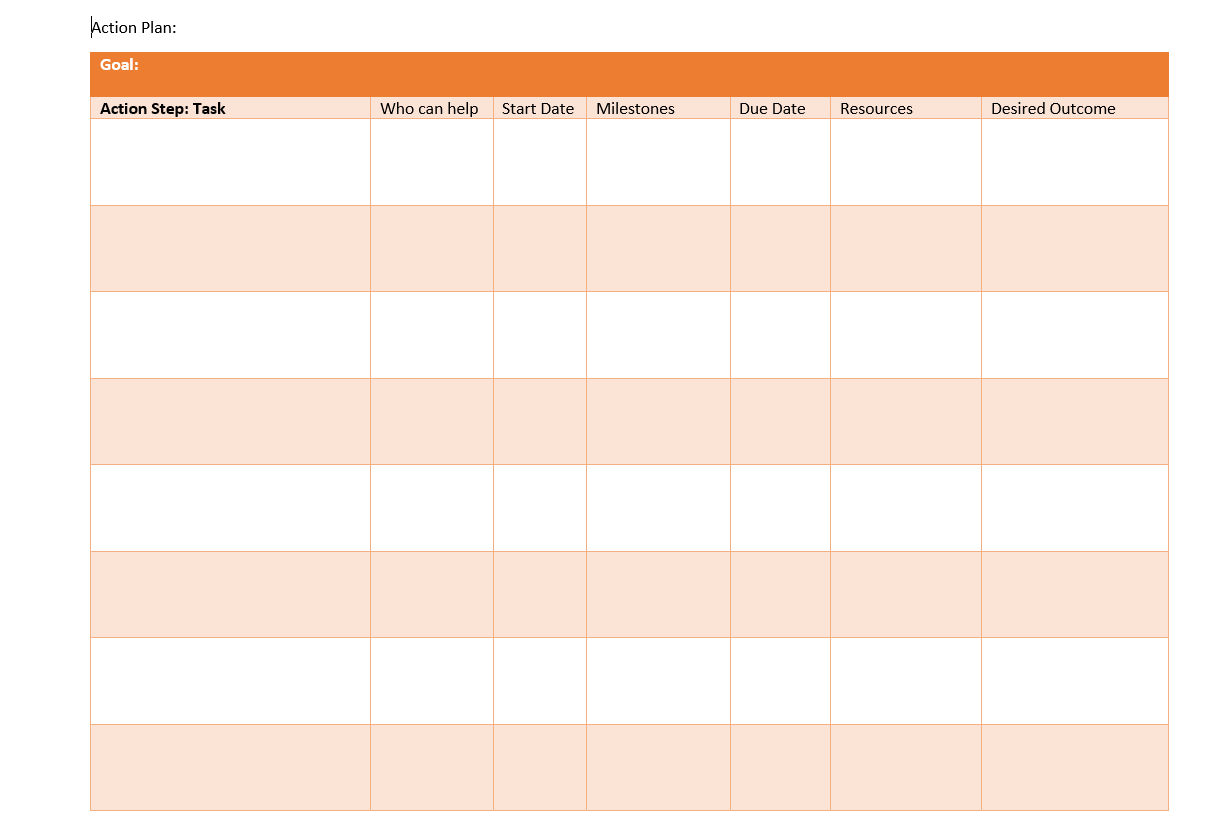 Action Plan:
Goal:
Action Step: Task Who can help Start Date Milestones Due Date Resources Desired Outcome